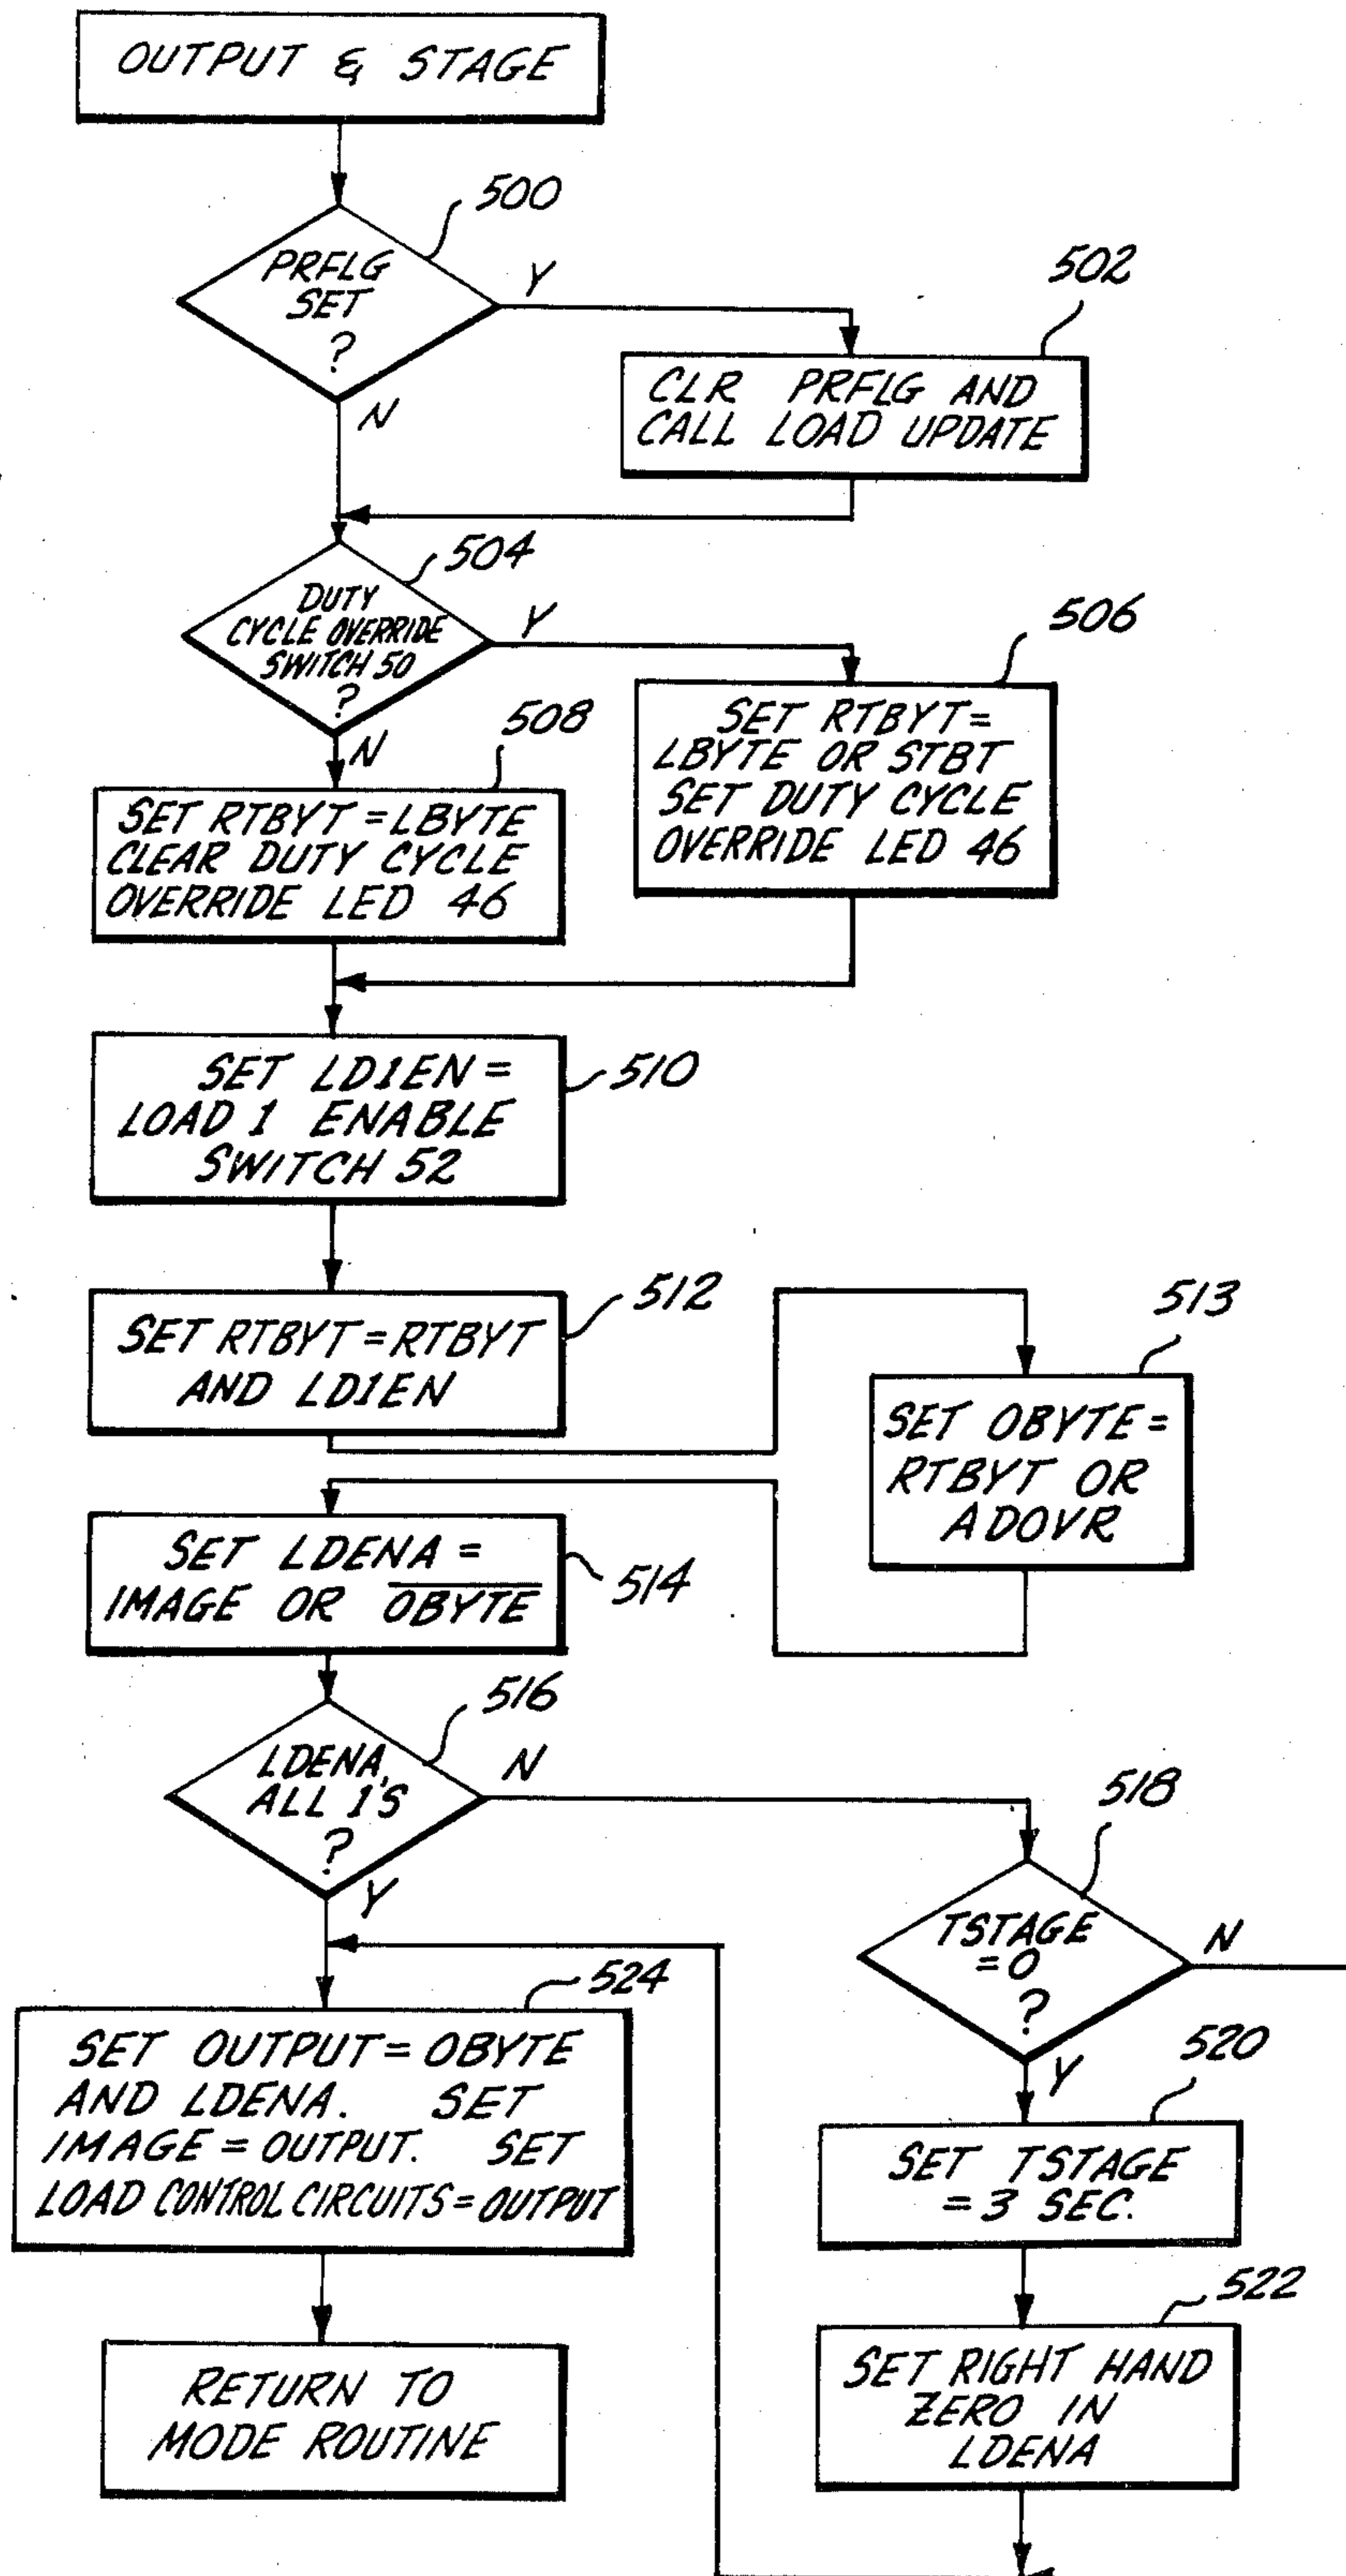 OUTPUT & STAGE
500
PRFLG
SET
?
Y
N
502
CLR PRFLG AND
CALL LOAD UPDATE
504
DUTY
CYCLE OVERRIDE
SWITCH 50
?
Y
N
506
SET RTBYT=
LBYTE OR STBT
SET DUTY CYCLE
OVERRIDE LED 46
508
SET RTBYT=LBYTE
CLEAR DUTY CYCLE
OVERRIDE LED 46
SET LD1EN =
LOAD 1 ENABLE
SWITCH 52
510
SET RTBYT=RTBYT
AND LD1EN
512
513
SET OBYTE=
RTBYT OR
ADOVR
SET LDENA =
IMAGE OR OBYTE
514
516
LDENA,
ALL 1'S
?
N
Y
518
TSTAGE
=0
?
N
Y
520
SET TSTAGE
=3 SEC.
522
SET RIGHT HAND
ZERO IN
LDENA
524
SET OUTPUT=OBYTE
AND LDENA. SET
IMAGE=OUTPUT. SET
LOAD CONTROL CIRCUITS=OUTPUT
RETURN TO
MODE ROUTINE